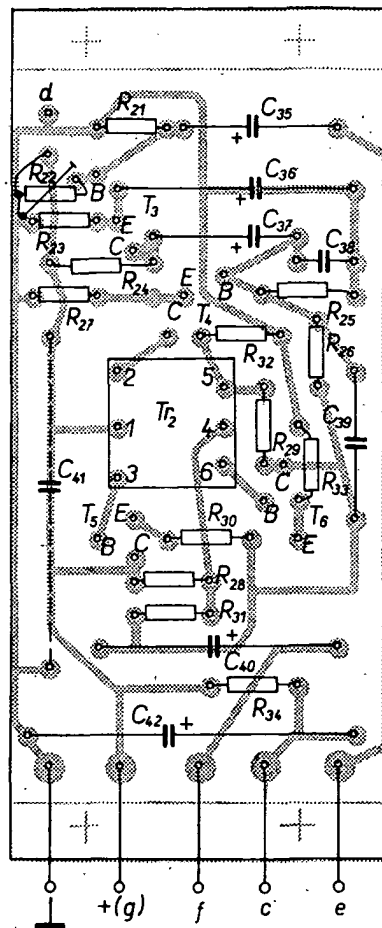 d
R21
C35
R22
B
C36
T3
E
R23
C
C37
C38
R24
E
R27
C
T4
B
R25
R32
R26
2
5
Tr2
1
4
R29
C39
3
6
C
R33
C41
T5
E
R30
B
T6
B
C
E
R28
R31
C40
R34
C42
+(g)
f
c
e